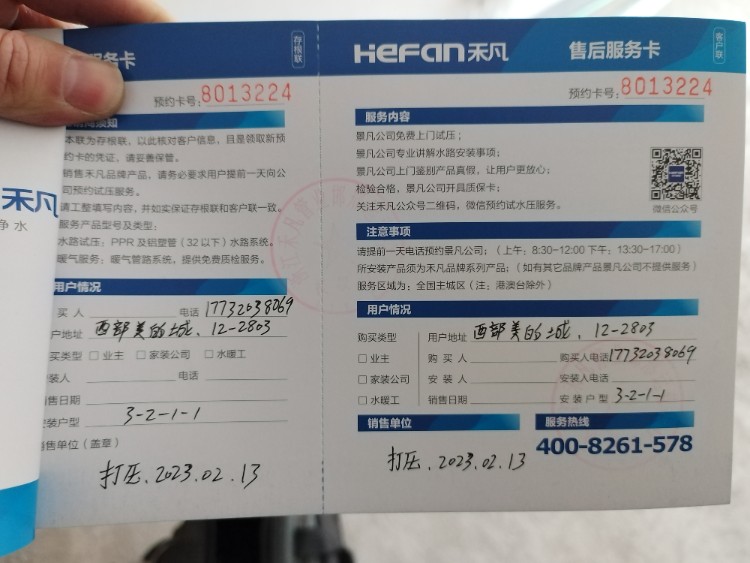 服务卡
存根联
预约卡号: 8013224
须知
本联为存根联，以此核对客户信息，且是领取新预
约卡的凭证，请妥善保管。
销售禾凡品牌产品，请务必要求用户提前一天向公
司预约试压服务。
请工整填写内容，并如实保证存根联和客户联一致。
服务产品型号及类型:
水路试压: PPR 及铝塑管（32 以下）水路系统。
暖气服务: 暖气管路系统，提供免费质检服务。
用户情况
买 人 电话 17732038069
户地址 西部美的城、12-2803
买类型 □ 业主 □ 家装公司 □ 水暖工
装人 电话
售日期
装户型 3-2-1-1
售单位（盖章）
打压、2023.02.13
禾凡
净 水
HeFan禾凡 售后服务卡
客户联
预约卡号: 8013224
服务内容
景凡公司免费上门试压；
景凡公司专业讲解水路安装事项；
景凡公司上门鉴别产品真假，让用户更放心；
检验合格，景凡公司开具质保卡；
关注禾凡公众号二维码，微信预约试水压服务。
微信公众号
注意事项
请提前一天电话预约景凡公司；（上午: 8:30-12:00 下午: 13:30-17:00）
所安装产品须为禾凡品牌系列产品；（如有其它品牌产品景凡公司不提供服务）
服务区域为: 全国主城区（注: 港澳台除外）
用户情况
购买类型 用户地址 西部美的城、12-2803
□ 业主 购 买 人 购买人电话 17732038069
□ 家装公司 安 装 人 安装人电话
□ 水暖工 销售日期 安 装 户 型 3-2-1-1
销售单位 服务热线
400-8261-578
打压、2023.02.13